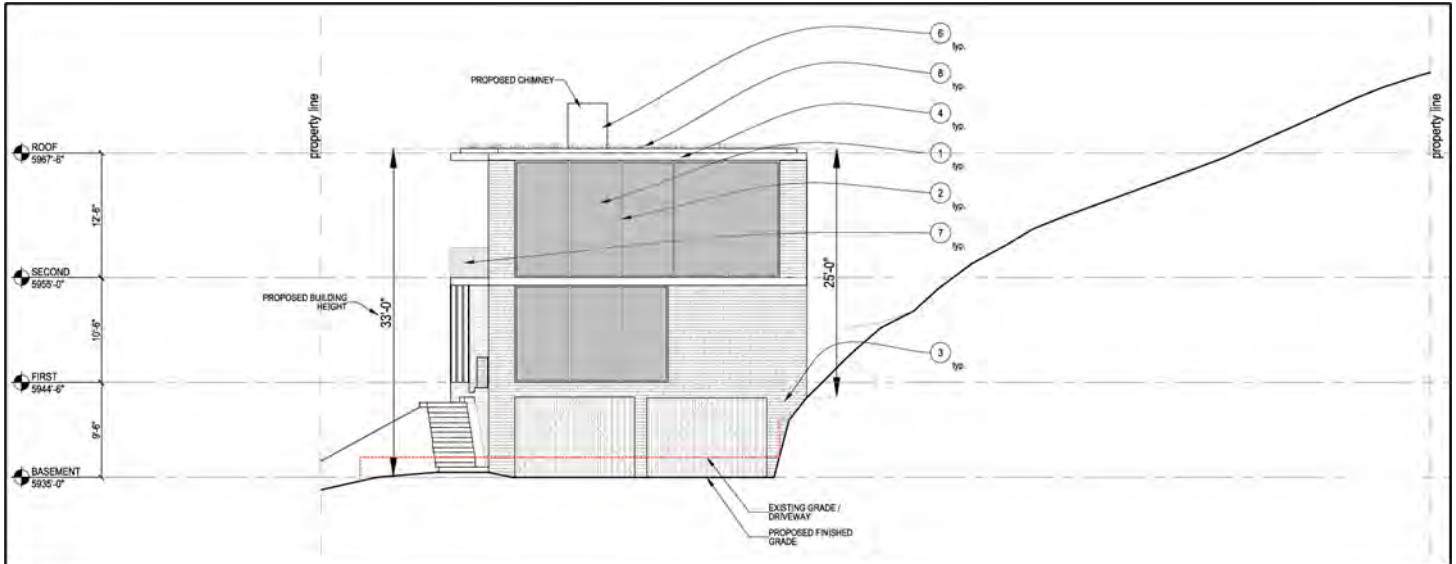 6
typ.
PROPOSED CHIMNEY
8
typ.
property line
property line
4
typ.
ROOF
5967'-6"
1
typ.
2
typ.
12'-6"
7
typ.
SECOND
5955'-0"
25'-0"
PROPOSED BUILDING
HEIGHT
33'-0"
10'-6"
3
typ.
FIRST
5944'-6"
9'-6"
BASEMENT
5935'-0"
EXISTING GRADE /
DRIVEWAY
PROPOSED FINISHED
GRADE